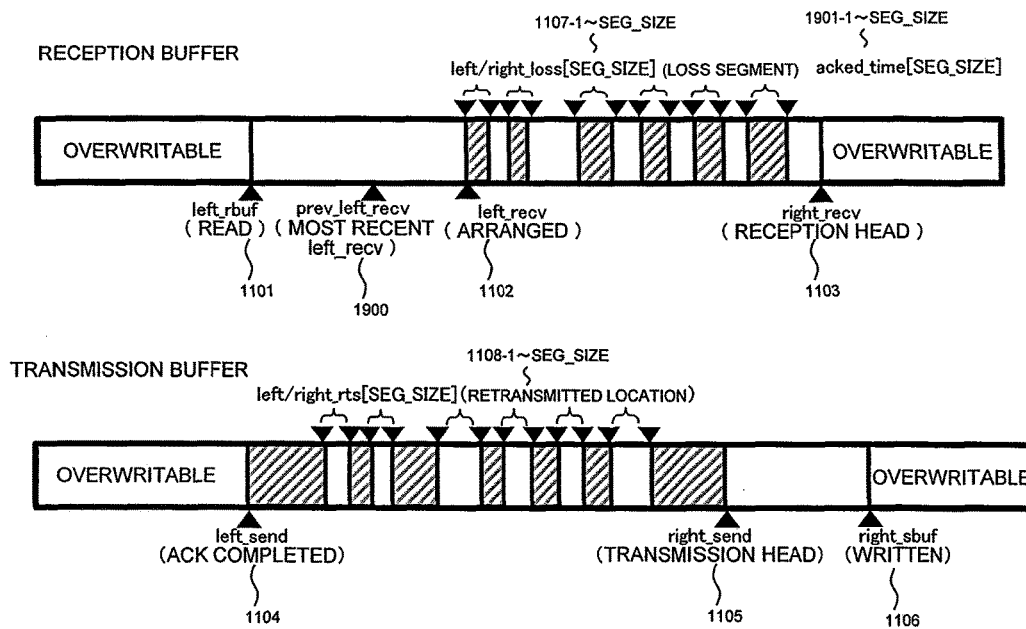 1107-1~SEG_SIZE
1901-1~SEG_SIZE
RECEPTION BUFFER
left/right_loss[SEG_SIZE] (LOSS SEGMENT)
acked_time[SEG_SIZE]
OVERWRITABLE
OVERWRITABLE
left_rbuf
(READ)
prev_left_recv
(MOST RECENT
left_recv)
left_recv
(ARRANGED)
right_recv
(RECEPTION HEAD)
1101
1900
1102
1103
1108-1~SEG_SIZE
TRANSMISSION BUFFER
left/right_rts[SEG_SIZE](RETRANSMITTED LOCATION)
OVERWRITABLE
OVERWRITABLE
left_send
(ACK COMPLETED)
right_send
(TRANSMISSION HEAD)
right_sbuf
(WRITTEN)
1104
1105
1106